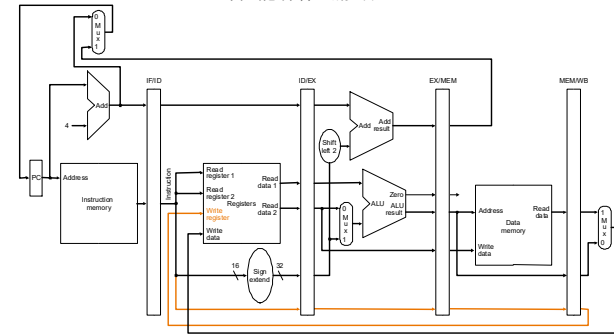 0
M
u
x
1
IF/ID
ID/EX
EX/MEM
MEM/WB
Add
4
Add
Add
result
Shift
left 2
PC
Address
Instruction
memory
Instruction
Read
register 1
Read
register 2
Write
register
Write
data
Registers
Read
data 1
Read
data 2
0
M
u
x
1
Zero
ALU
ALU
result
Address
Write
data
Data
memory
Read
data
1
M
u
x
0
16
Sign
extend
32